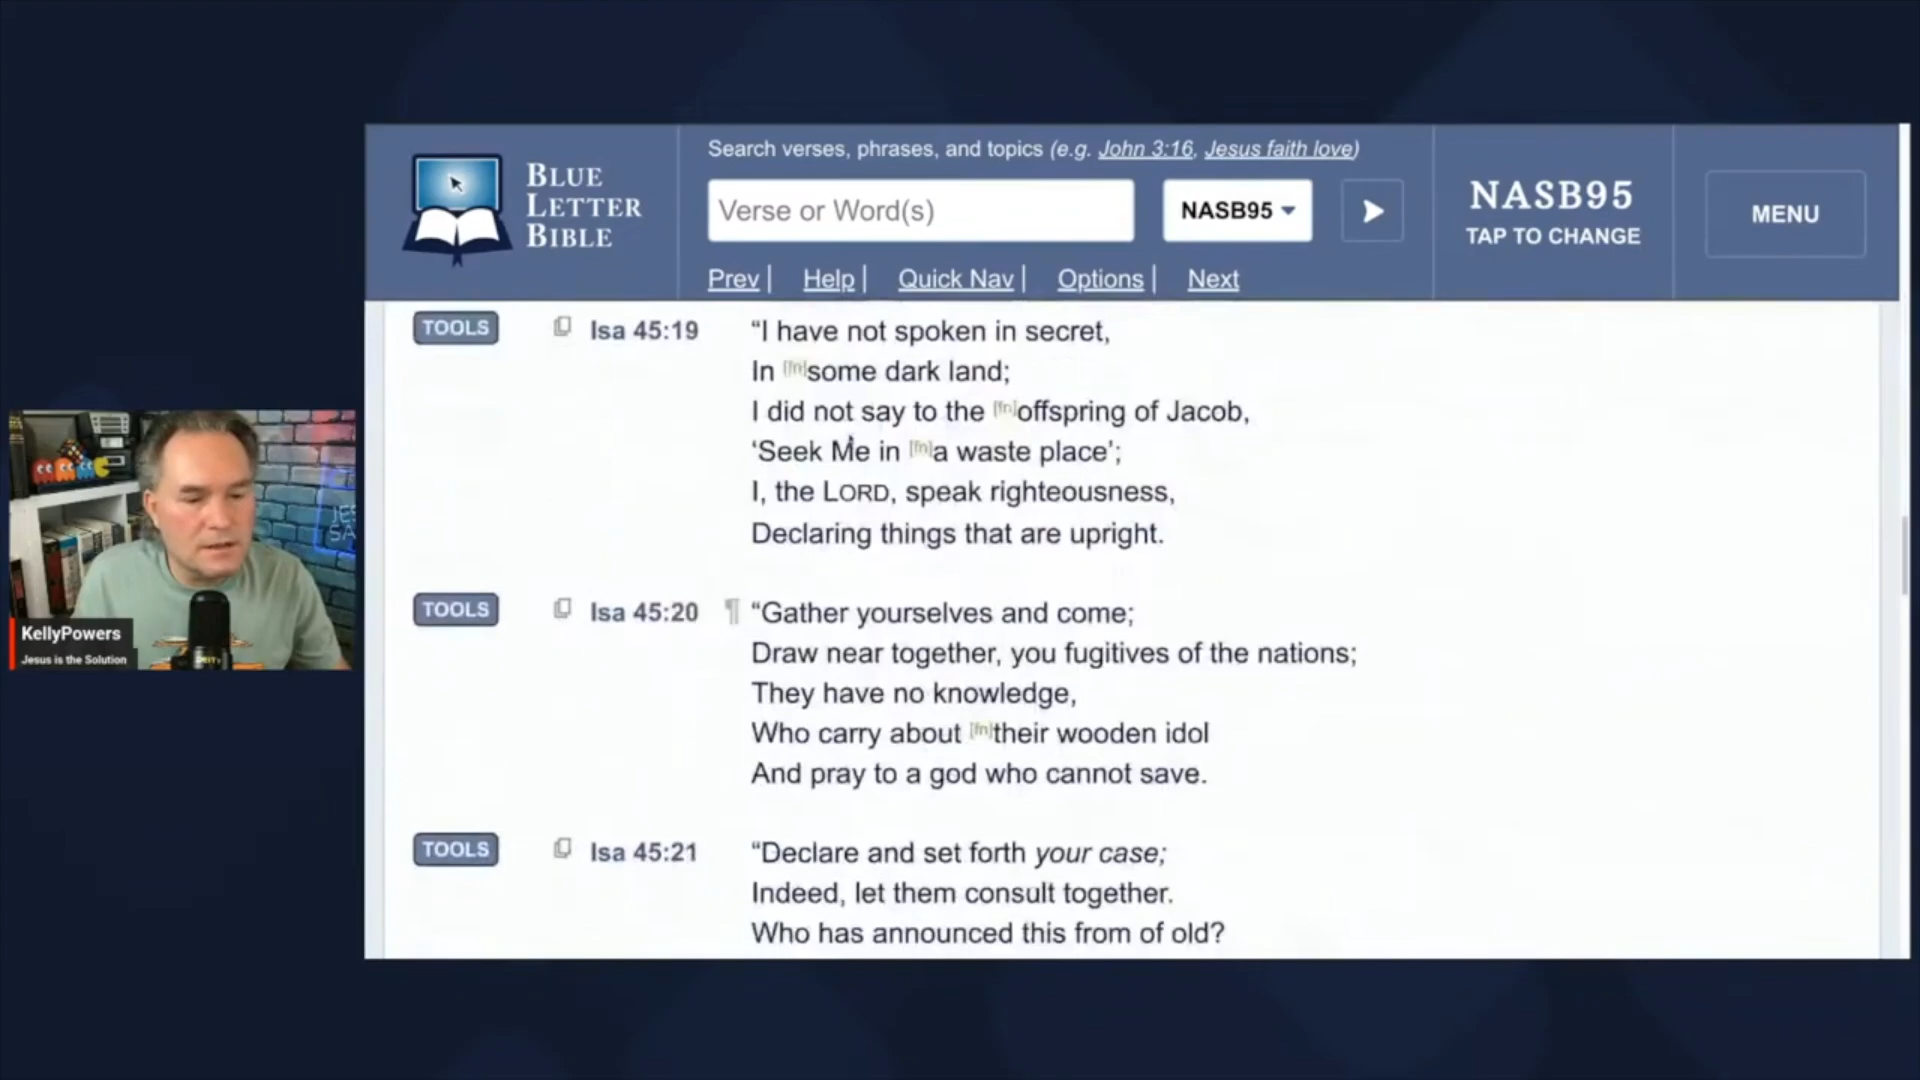 BLUE
LETTER
BIBLE
Search verses, phrases, and topics (e.g. John 3:16, Jesus faith love)
Verse or Word(s)
NASB95
NASB95
TAP TO CHANGE
MENU
Prev | Help | Quick Nav | Options | Next
TOOLS Isa 45:19 “I have not spoken in secret,
In [fn]some dark land;
I did not say to the [fn]offspring of Jacob,
‘Seek Me in [fn]a waste place’;
I, the LORD, speak righteousness,
Declaring things that are upright.
TOOLS Isa 45:20 ¶ “Gather yourselves and come;
Draw near together, you fugitives of the nations;
They have no knowledge,
Who carry about [fn]their wooden idol
And pray to a god who cannot save.
TOOLS Isa 45:21 “Declare and set forth your case;
Indeed, let them consult together.
Who has announced this from of old?
KellyPowers
Jesus is the Solution